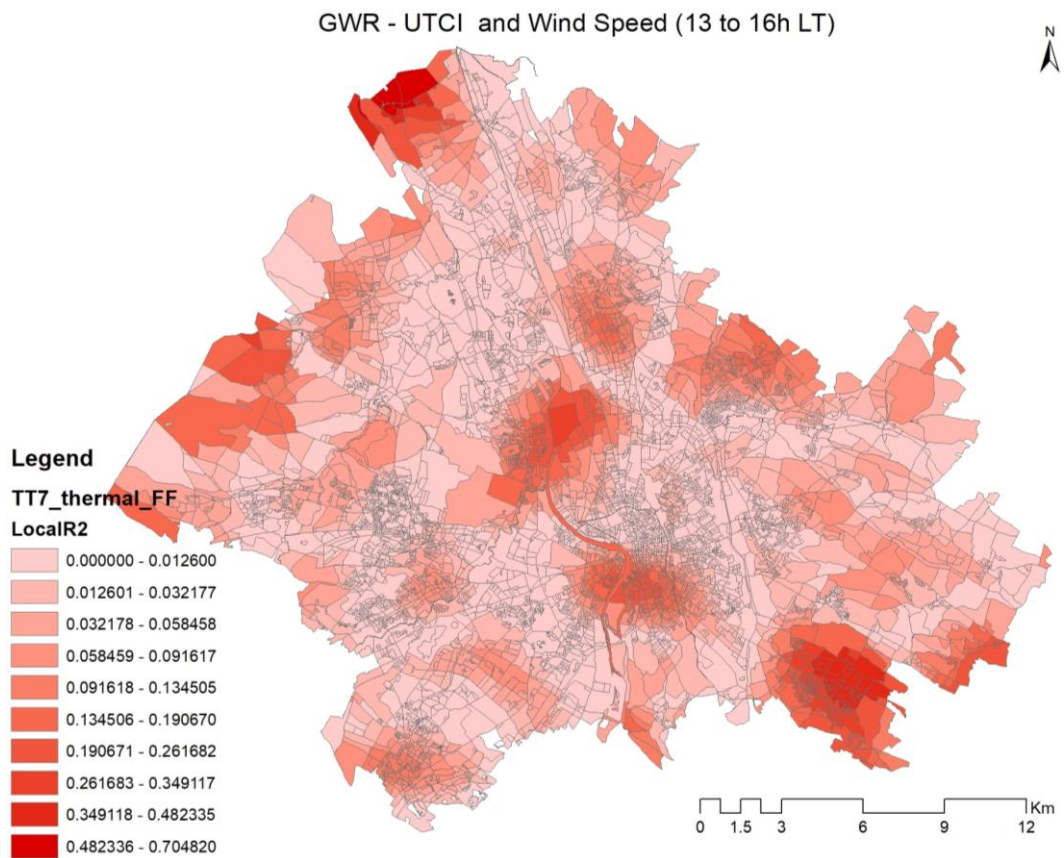 GWR - UTCI  and Wind Speed (13 to 16h LT)
N
Legend
TT7_thermal_FF
LocalR2
0.000000 - 0.012600
0.012601 - 0.032177
0.032178 - 0.058458
0.058459 - 0.091617
0.091618 - 0.134505
0.134506 - 0.190670
0.190671 - 0.261682
0.261683 - 0.349117
0.349118 - 0.482335
0.482336 - 0.704820
Km
0 1.5 3 6 9 12